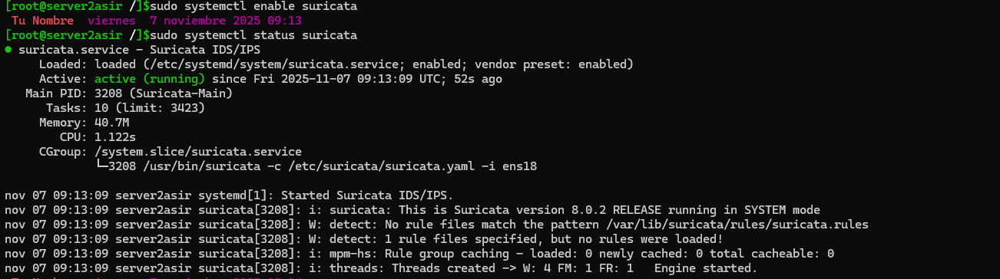 [root@server2asir /]$sudo systemctl enable suricata
Tu Nombre viernes 7 noviembre 2025 09:13
[root@server2asir /]$sudo systemctl status suricata
● suricata.service - Suricata IDS/IPS
Loaded: loaded (/etc/systemd/system/suricata.service; enabled; vendor preset: enabled)
Active: active (running) since Fri 2025-11-07 09:13:09 UTC; 52s ago
Main PID: 3208 (Suricata-Main)
Tasks: 10 (limit: 3423)
Memory: 40.7M
CPU: 1.122s
CGroup: /system.slice/suricata.service
└─3208 /usr/bin/suricata -c /etc/suricata/suricata.yaml -i ens18
nov 07 09:13:09 server2asir systemd[1]: Started Suricata IDS/IPS.
nov 07 09:13:09 server2asir suricata[3208]: i: suricata: This is Suricata version 8.0.2 RELEASE running in SYSTEM mode
nov 07 09:13:09 server2asir suricata[3208]: W: detect: No rule files match the pattern /var/lib/suricata/rules/suricata.rules
nov 07 09:13:09 server2asir suricata[3208]: W: detect: 1 rule files specified, but no rules were loaded!
nov 07 09:13:09 server2asir suricata[3208]: i: mpm-hs: Rule group caching - loaded: 0 newly cached: 0 total cacheable: 0
nov 07 09:13:09 server2asir suricata[3208]: i: threads: Threads created -> W: 4 FM: 1 FR: 1 Engine started.